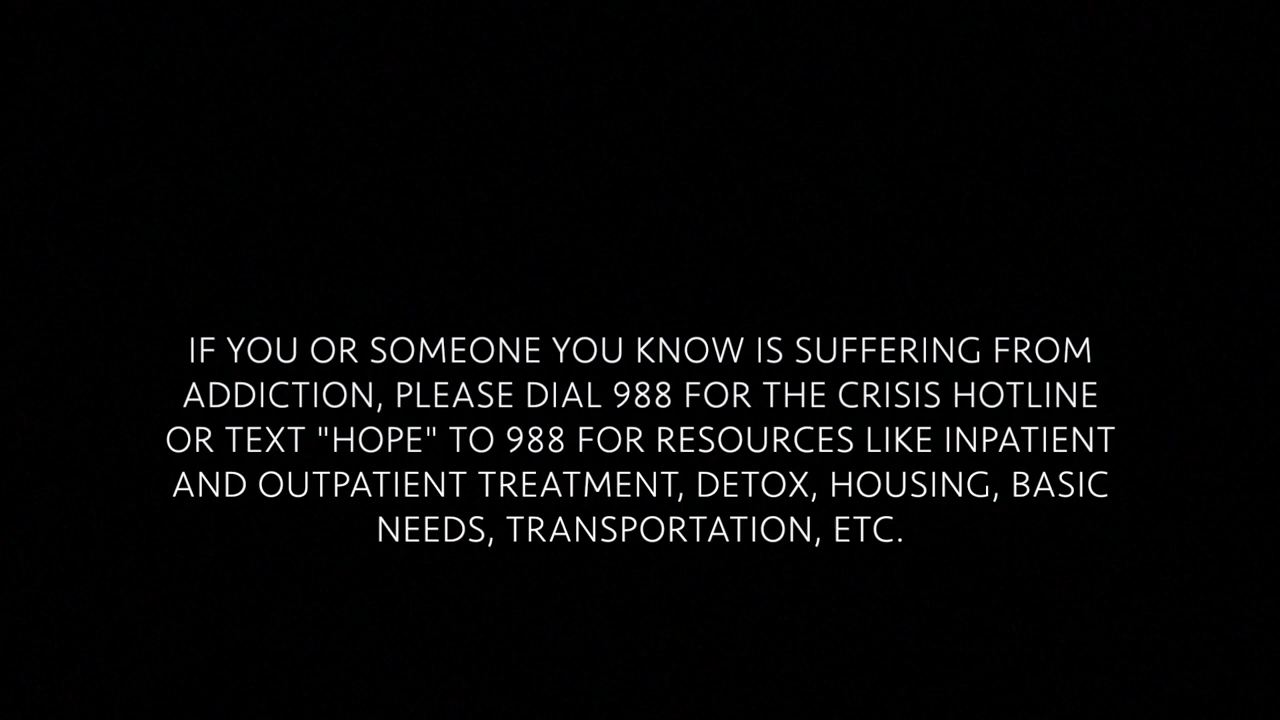 IF YOU OR SOMEONE YOU KNOW IS SUFFERING FROM
ADDICTION, PLEASE DIAL 988 FOR THE CRISIS HOTLINE
OR TEXT "HOPE" TO 988 FOR RESOURCES LIKE INPATIENT
AND OUTPATIENT TREATMENT, DETOX, HOUSING, BASIC
NEEDS, TRANSPORTATION, ETC.